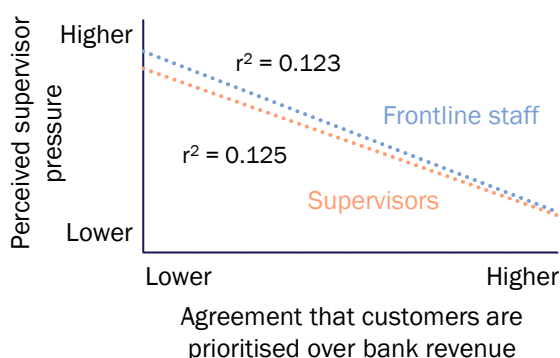 Higher
Perceived supervisor
pressure
r² = 0.123
Frontline staff
r² = 0.125
Supervisors
Lower
Lower
Higher
Agreement that customers are
prioritised over bank revenue